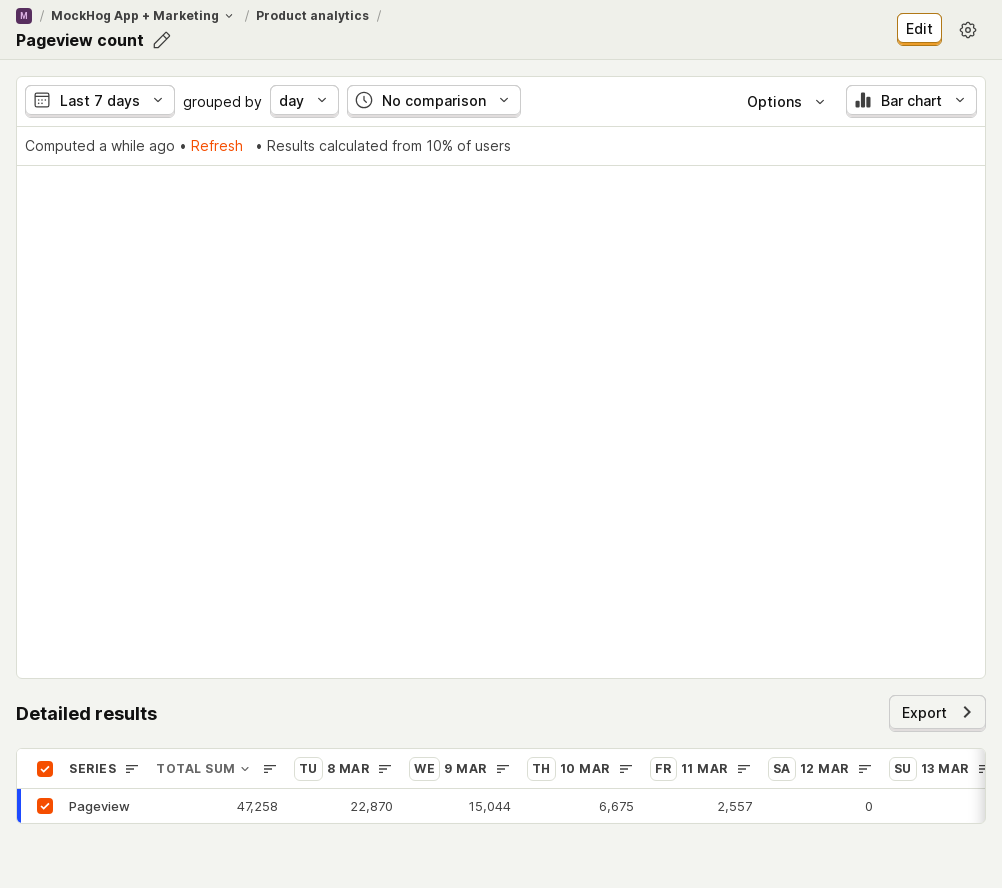 M / MockHog App + Marketing / Product analytics /
Pageview count
Edit
Last 7 days grouped by day No comparison Options Bar chart
Computed a while ago • Refresh • Results calculated from 10% of users
Detailed results
Export
SERIES TOTAL SUM TU 8 MAR WE 9 MAR TH 10 MAR FR 11 MAR SA 12 MAR SU 13 MAR
Pageview 47,258 22,870 15,044 6,675 2,557 0